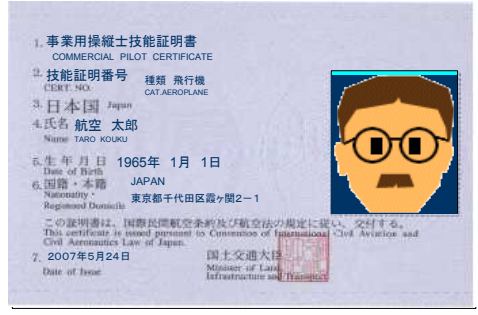 1. 事業用操縦士技能証明書
COMMERCIAL PILOT CERTIFICATE
2. 技能証明番号 種類 飛行機
CERT. NO. CAT.AEROPLANE
3. 日本国 Japan
4. 氏名 航空 太郎
Name TARO KOUKU
5. 生年月日 1965年 1月 1日
Date of Birth
6. 国籍・本籍 JAPAN
Nationality・ 東京都千代田区霞ヶ関2－1
Registered Domicile
この証明書は、国際民間航空条約及び航空法の規定に従い、交付する。
This certificate is issued pursuant to Convention of International Civil Aviation and
Civil Aeronautics Law of Japan.
7. 2007年5月24日 国土交通大臣
Date of Issue Minister of Land
Infrastructure and Transport